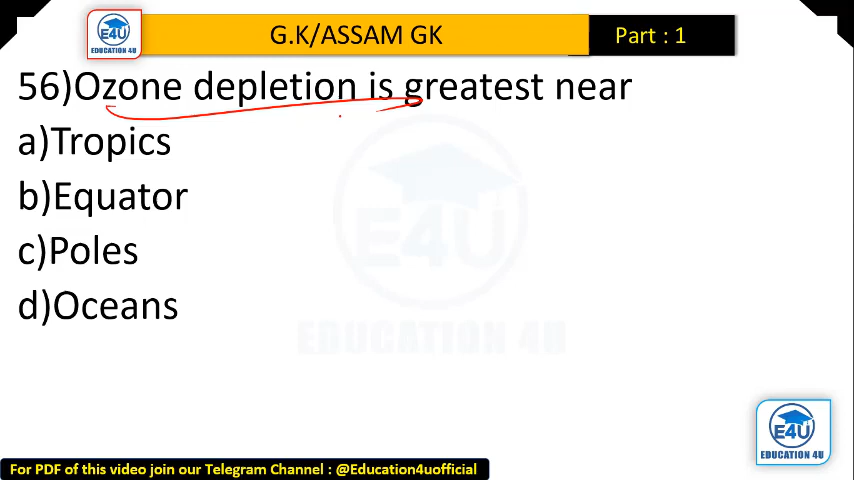 E4U
EDUCATION 4U
G.K/ASSAM GK
Part : 1
56)Ozone depletion is greatest near
a)Tropics
b)Equator
c)Poles
d)Oceans
E4U
EDUCATION 4U
E4U
EDUCATION 4U
For PDF of this video join our Telegram Channel : @Education4uofficial